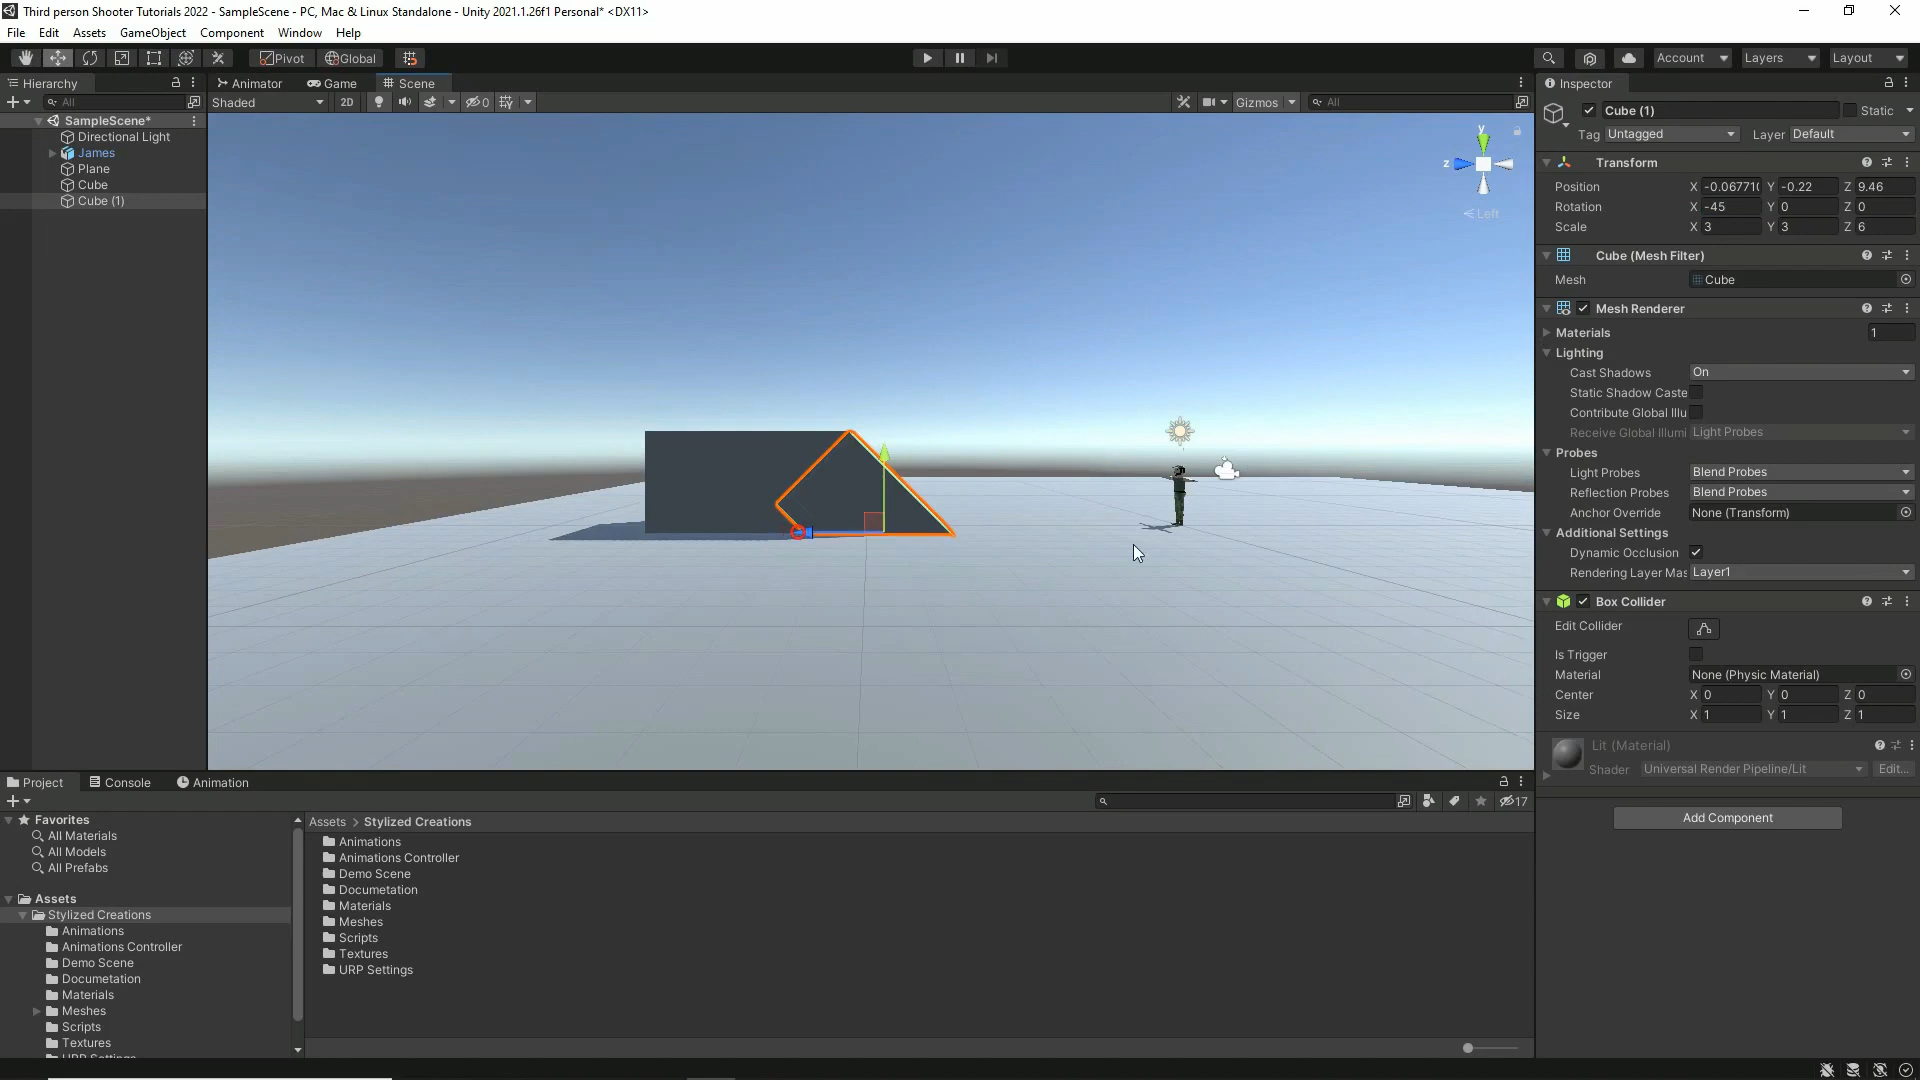 Third person Shooter Tutorials 2022 - SampleScene - PC, Mac & Linux Standalone - Unity 2021.1.26f1 Personal* <DX11>
File Edit Assets GameObject Component Window Help
Pivot Global Account Layers Layout
Hierarchy Animator Game Scene Inspector
All Shaded 2D 0 Gizmos All
SampleScene*
Directional Light
James
Plane
Cube
Cube (1)
y
z
Left
Cube (1) Static
Tag Untagged Layer Default
Transform
Position X -0.06771( Y -0.22 Z 9.46
Rotation X -45 Y 0 Z 0
Scale X 3 Y 3 Z 6
Cube (Mesh Filter)
Mesh Cube
Mesh Renderer
Materials 1
Lighting
Cast Shadows On
Static Shadow Caste
Contribute Global Illu
Receive Global Illumi Light Probes
Probes
Light Probes Blend Probes
Reflection Probes Blend Probes
Anchor Override None (Transform)
Additional Settings
Dynamic Occlusion
Rendering Layer Mas Layer1
Box Collider
Edit Collider
Is Trigger
Material None (Physic Material)
Center X 0 Y 0 Z 0
Size X 1 Y 1 Z 1
Lit (Material)
Shader Universal Render Pipeline/Lit Edit...
Add Component
Project Console Animation
17
Favorites
All Materials
All Models
All Prefabs
Assets
Stylized Creations
Animations
Animations Controller
Demo Scene
Documetation
Materials
Meshes
Scripts
Textures
URP Settings
Assets > Stylized Creations
Animations
Animations Controller
Demo Scene
Documetation
Materials
Meshes
Scripts
Textures
URP Settings